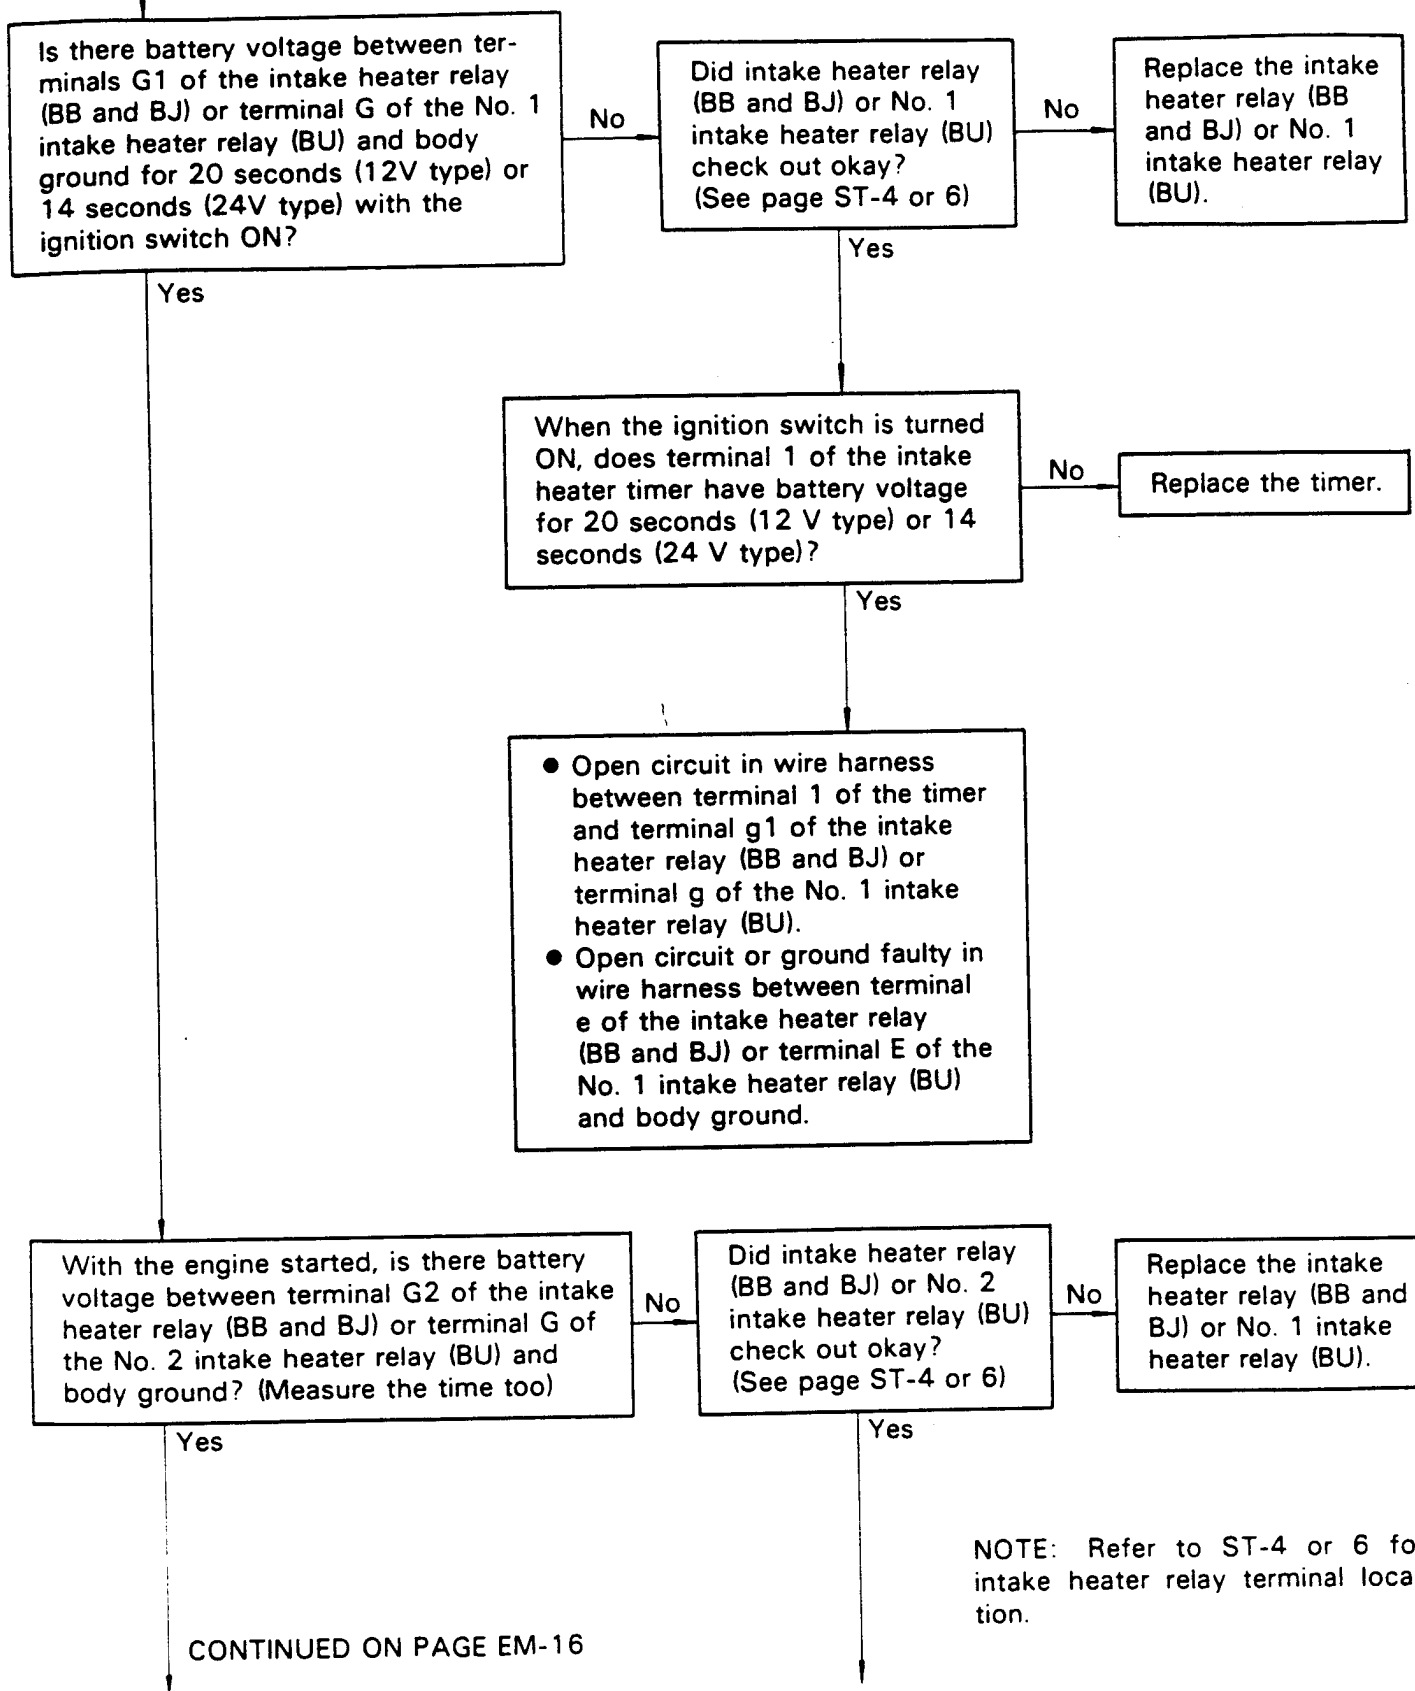 Is there battery voltage between ter-
minals G1 of the intake heater relay
(BB and BJ) or terminal G of the No. 1
intake heater relay (BU) and body
ground for 20 seconds (12V type) or
14 seconds (24V type) with the
ignition switch ON?
No
Did intake heater relay
(BB and BJ) or No. 1
intake heater relay (BU)
check out okay?
(See page ST-4 or 6)
No
Replace the intake
heater relay (BB
and BJ) or No. 1
intake heater relay
(BU).
Yes
Yes
When the ignition switch is turned
ON, does terminal 1 of the intake
heater timer have battery voltage
for 20 seconds (12 V type) or 14
seconds (24 V type)?
No
Replace the timer.
Yes
● Open circuit in wire harness
between terminal 1 of the timer
and terminal g1 of the intake
heater relay (BB and BJ) or
terminal g of the No. 1 intake
heater relay (BU).
● Open circuit or ground faulty in
wire harness between terminal
e of the intake heater relay
(BB and BJ) or terminal E of the
No. 1 intake heater relay (BU)
and body ground.
With the engine started, is there battery
voltage between terminal G2 of the intake
heater relay (BB and BJ) or terminal G of
the No. 2 intake heater relay (BU) and
body ground? (Measure the time too)
No
Did intake heater relay
(BB and BJ) or No. 2
intake heater relay (BU)
check out okay?
(See page ST-4 or 6)
No
Replace the intake
heater relay (BB and
BJ) or No. 1 intake
heater relay (BU).
Yes
Yes
NOTE: Refer to ST-4 or 6 fo
intake heater relay terminal loca
tion.
CONTINUED ON PAGE EM-16